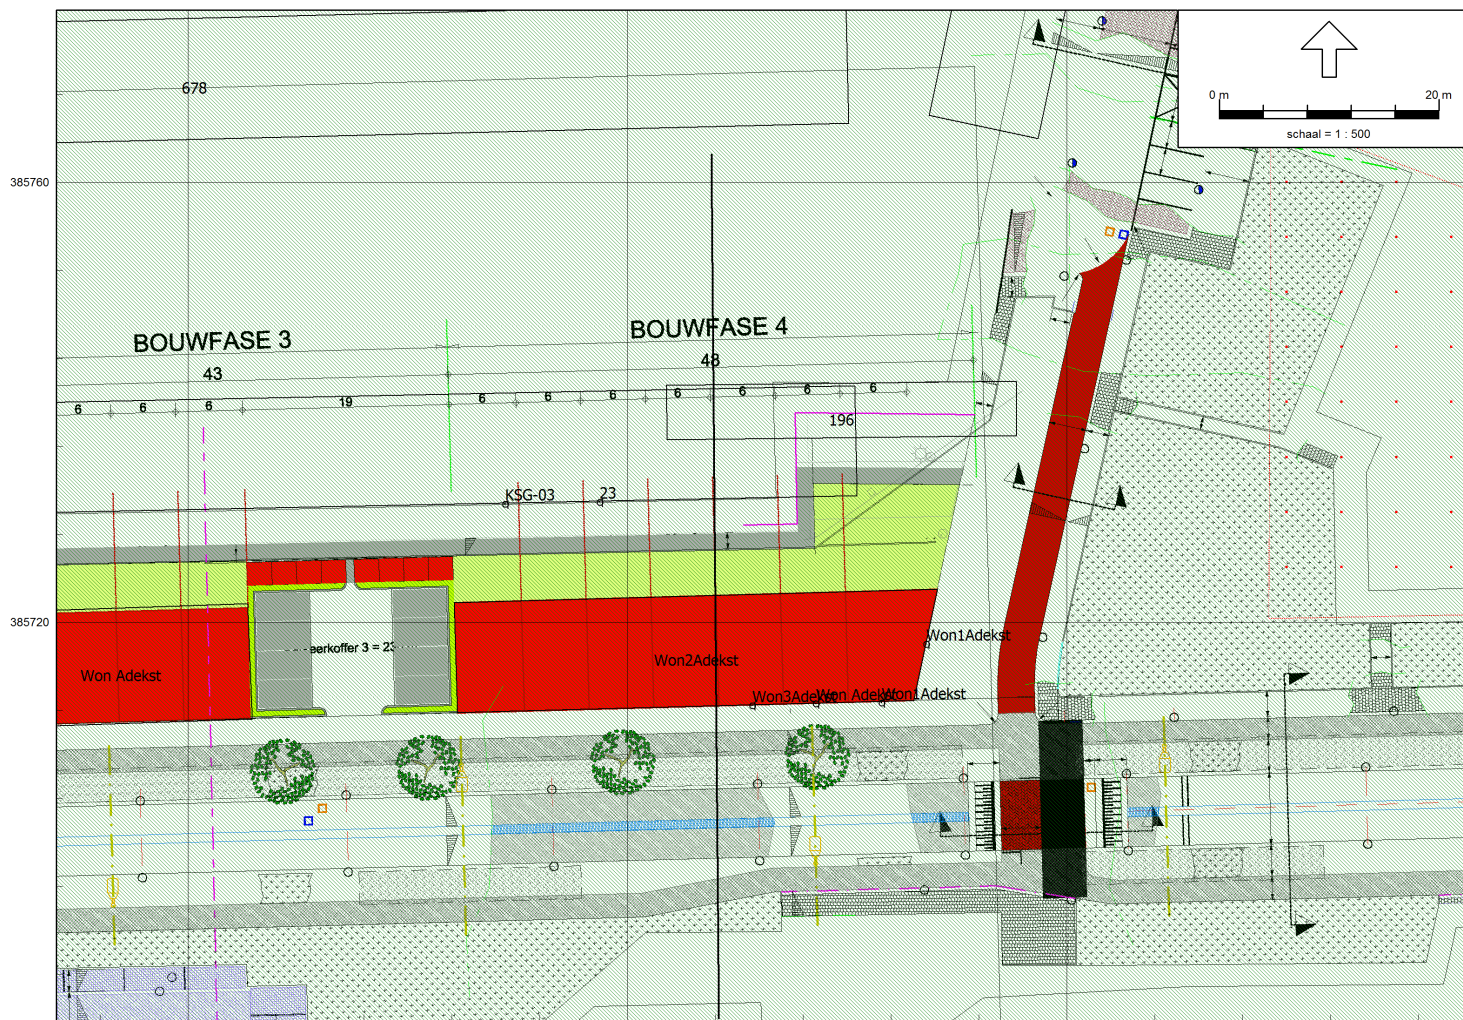 0 m
20 m
schaal = 1 : 500
678
385760
BOUWFASE 3
BOUWFASE 4
43
48
6
6
6
19
6
6
6
6
6
6
6
196
KSG-03
23
385720
eerkoffer 3 = 23
Won1Adekst
Won2Adekst
Won Adekst
Won3Adekst
Won Adekst
Won1Adekst